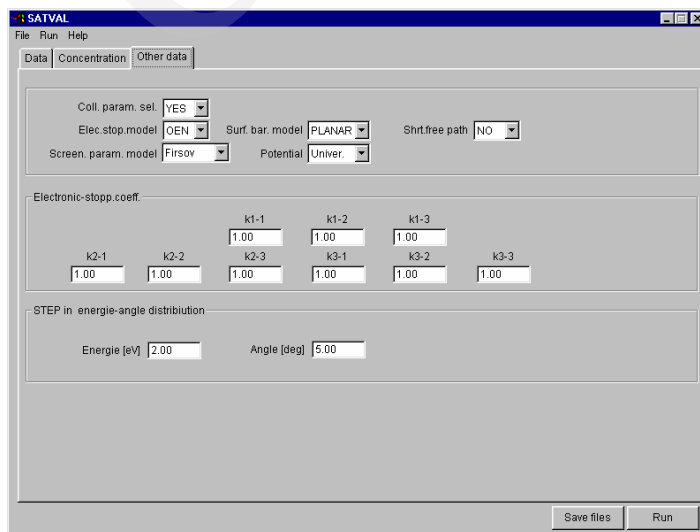 SATVAL
File Run Help
Data Concentration Other data
Coll. param. sel. YES
Elec.stop.model OEN Surf. bar. model PLANAR Shrt.free path NO
Screen. param. model Firsov Potential Univer.
Electronic-stopp.coeff.
k1-1 k1-2 k1-3
1.00 1.00 1.00
k2-1 k2-2 k2-3 k3-1 k3-2 k3-3
1.00 1.00 1.00 1.00 1.00 1.00
STEP in energie-angle distribiution
Energie [eV] 2.00 Angle [deg] 5.00
Save files Run